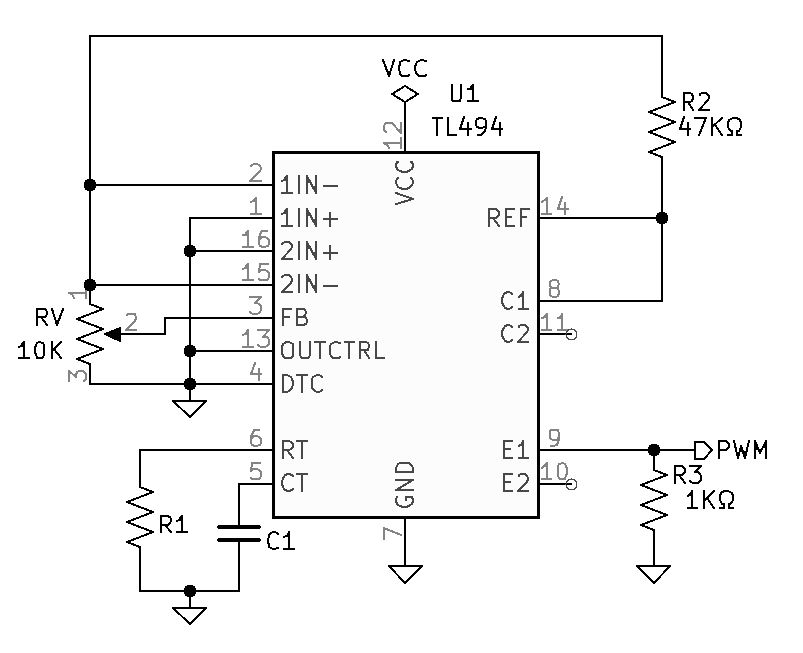 VCC
U1
TL494
R2
47KΩ
12
VCC
2 1IN-
1 1IN+
16 2IN+
15 2IN-
3 FB
13 OUTCTRL
4 DTC
6 RT
5 CT
REF 14
C1 8
C2 11
E1 9
E2 10
GND
7
1
RV
10K
2
3
R1
C1
PWM
R3
1KΩ